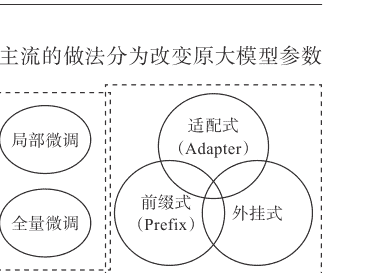 主流的做法分为改变原大模型参数
局部微调
全量微调
适配式
（Adapter）
前缀式
（Prefix）
外挂式